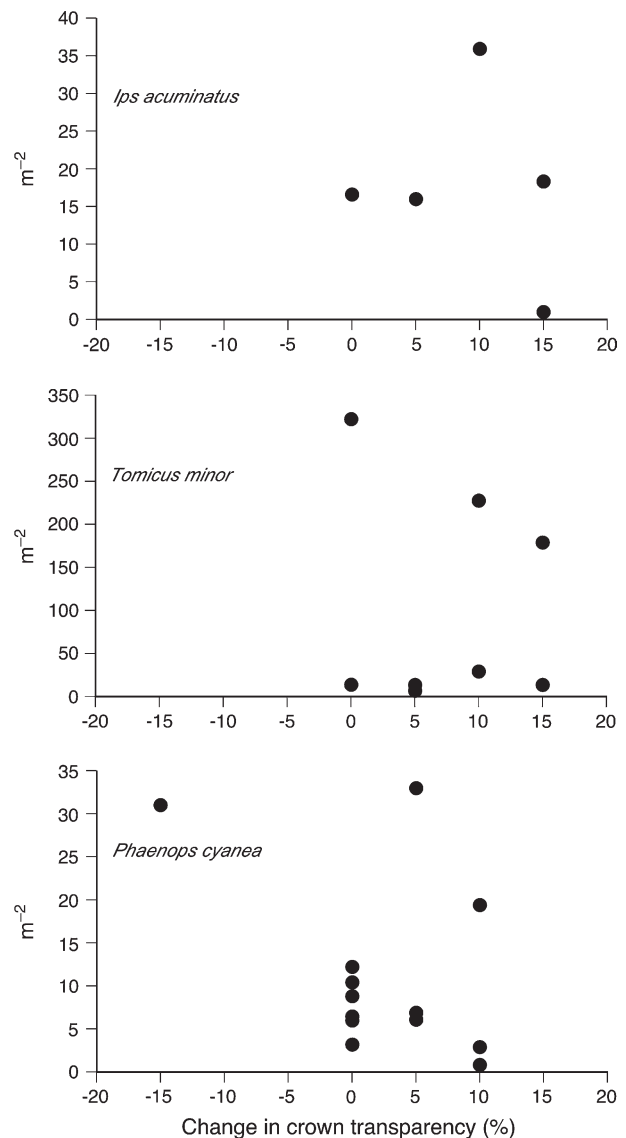 40
35
30
25
20
15
10
5
0
m⁻²
Ips acuminatus
-20 -15 -10 -5 0 5 10 15 20
350
300
250
200
150
100
50
0
m⁻²
Tomicus minor
-20 -15 -10 -5 0 5 10 15 20
35
30
25
20
15
10
5
0
m⁻²
Phaenops cyanea
-20 -15 -10 -5 0 5 10 15 20
Change in crown transparency (%)